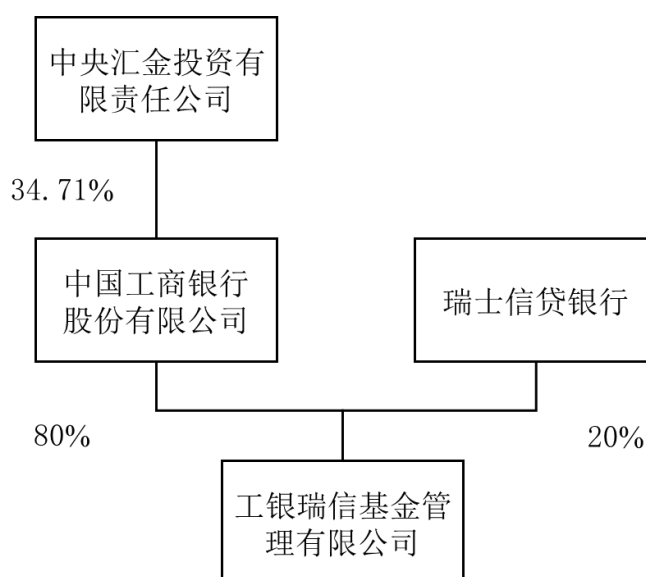 中央汇金投资有
限责任公司
34.71%
中国工商银行
股份有限公司
瑞士信贷银行
80%
20%
工银瑞信基金管
理有限公司